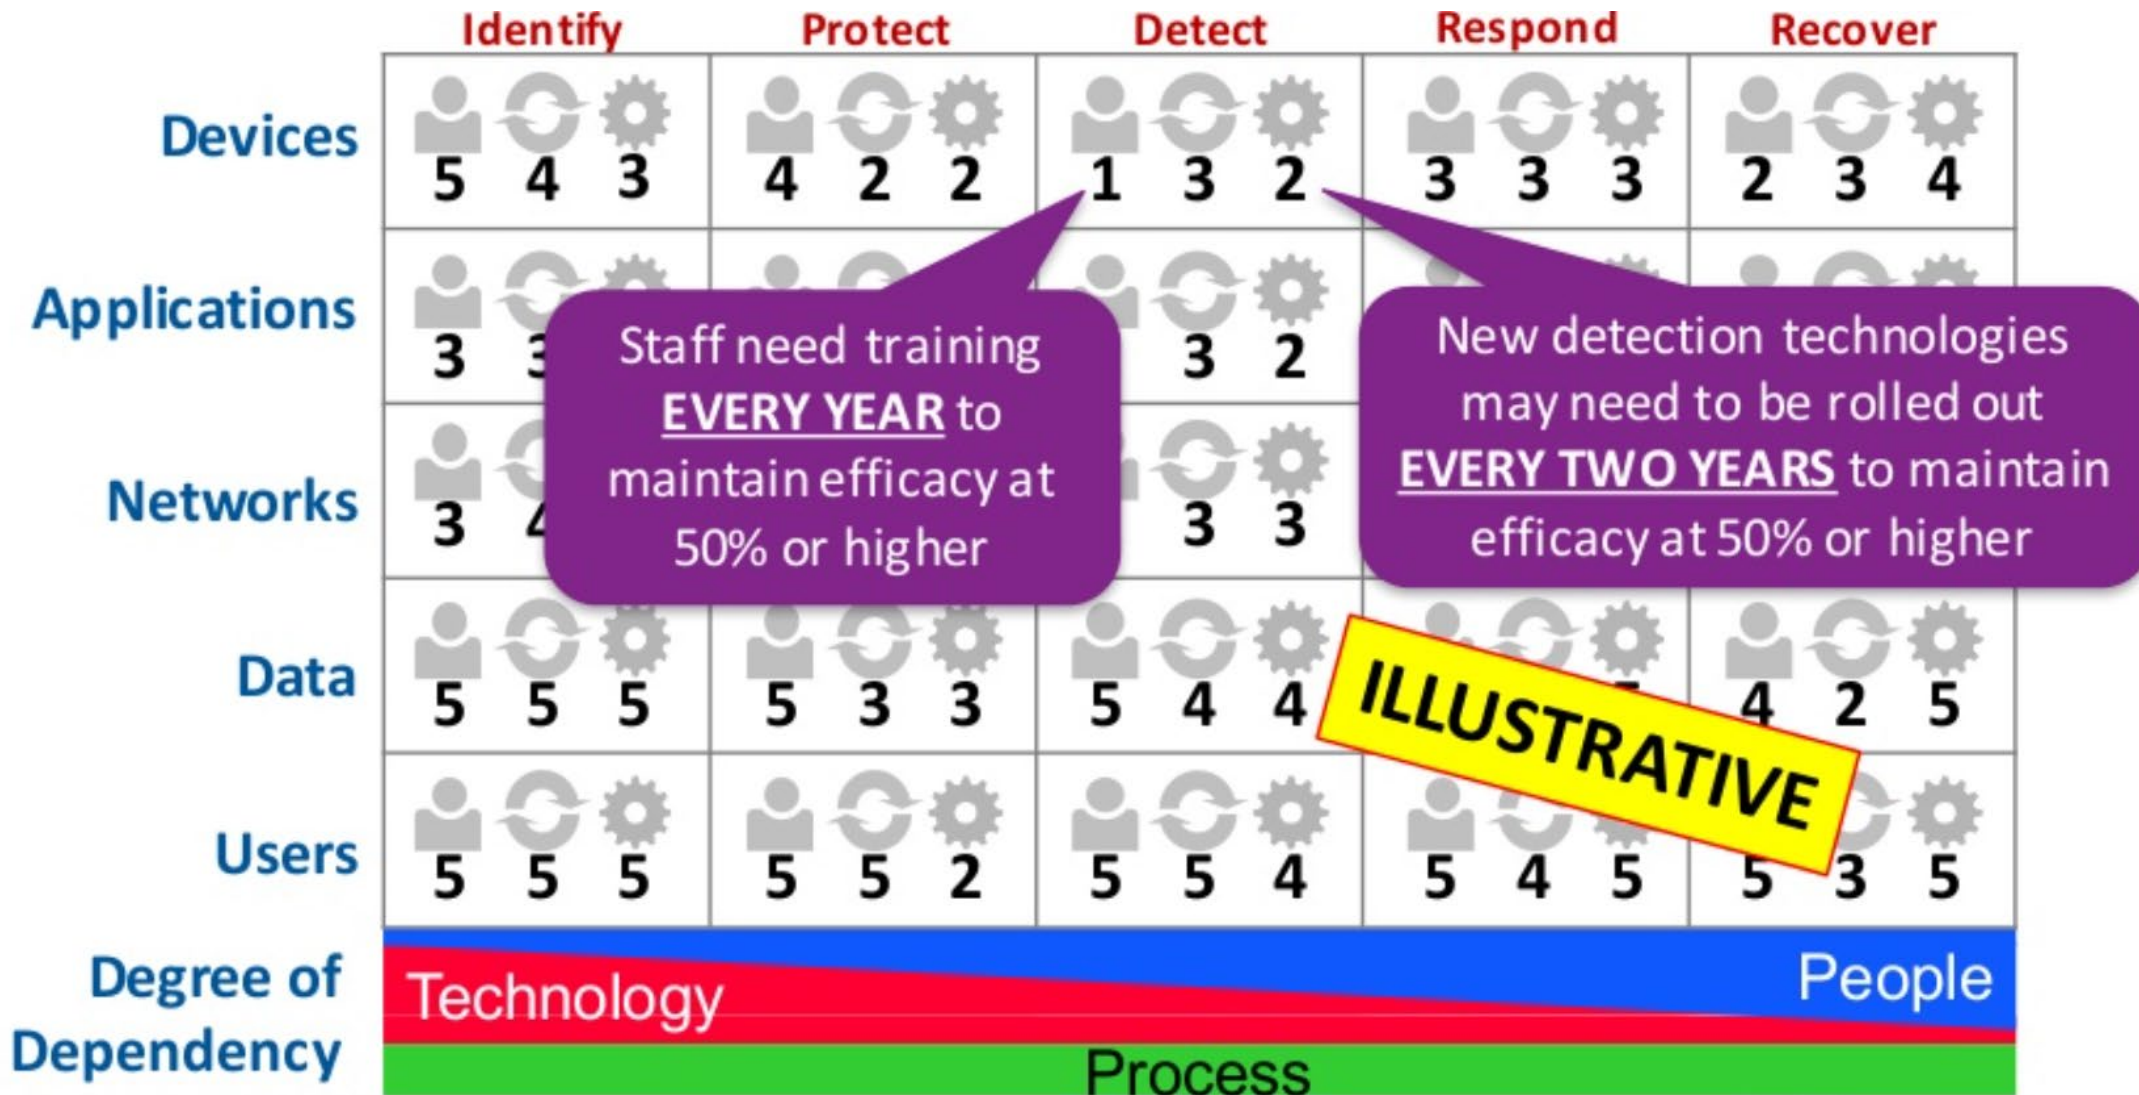 Identify Protect Detect Respond Recover
Devices 5 4 3 4 2 2 1 3 2 3 3 3 2 3 4
Applications 3 3 2
Staff need training
EVERY YEAR to
maintain efficacy at
50% or higher
New detection technologies
may need to be rolled out
EVERY TWO YEARS to maintain
efficacy at 50% or higher
Networks 3 3 3
Data 5 5 5 5 3 3 5 4 4 4 2 5
ILLUSTRATIVE
Users 5 5 5 5 5 2 5 5 4 5 4 5 5 3 5
Degree of
Dependency
Technology
People
Process